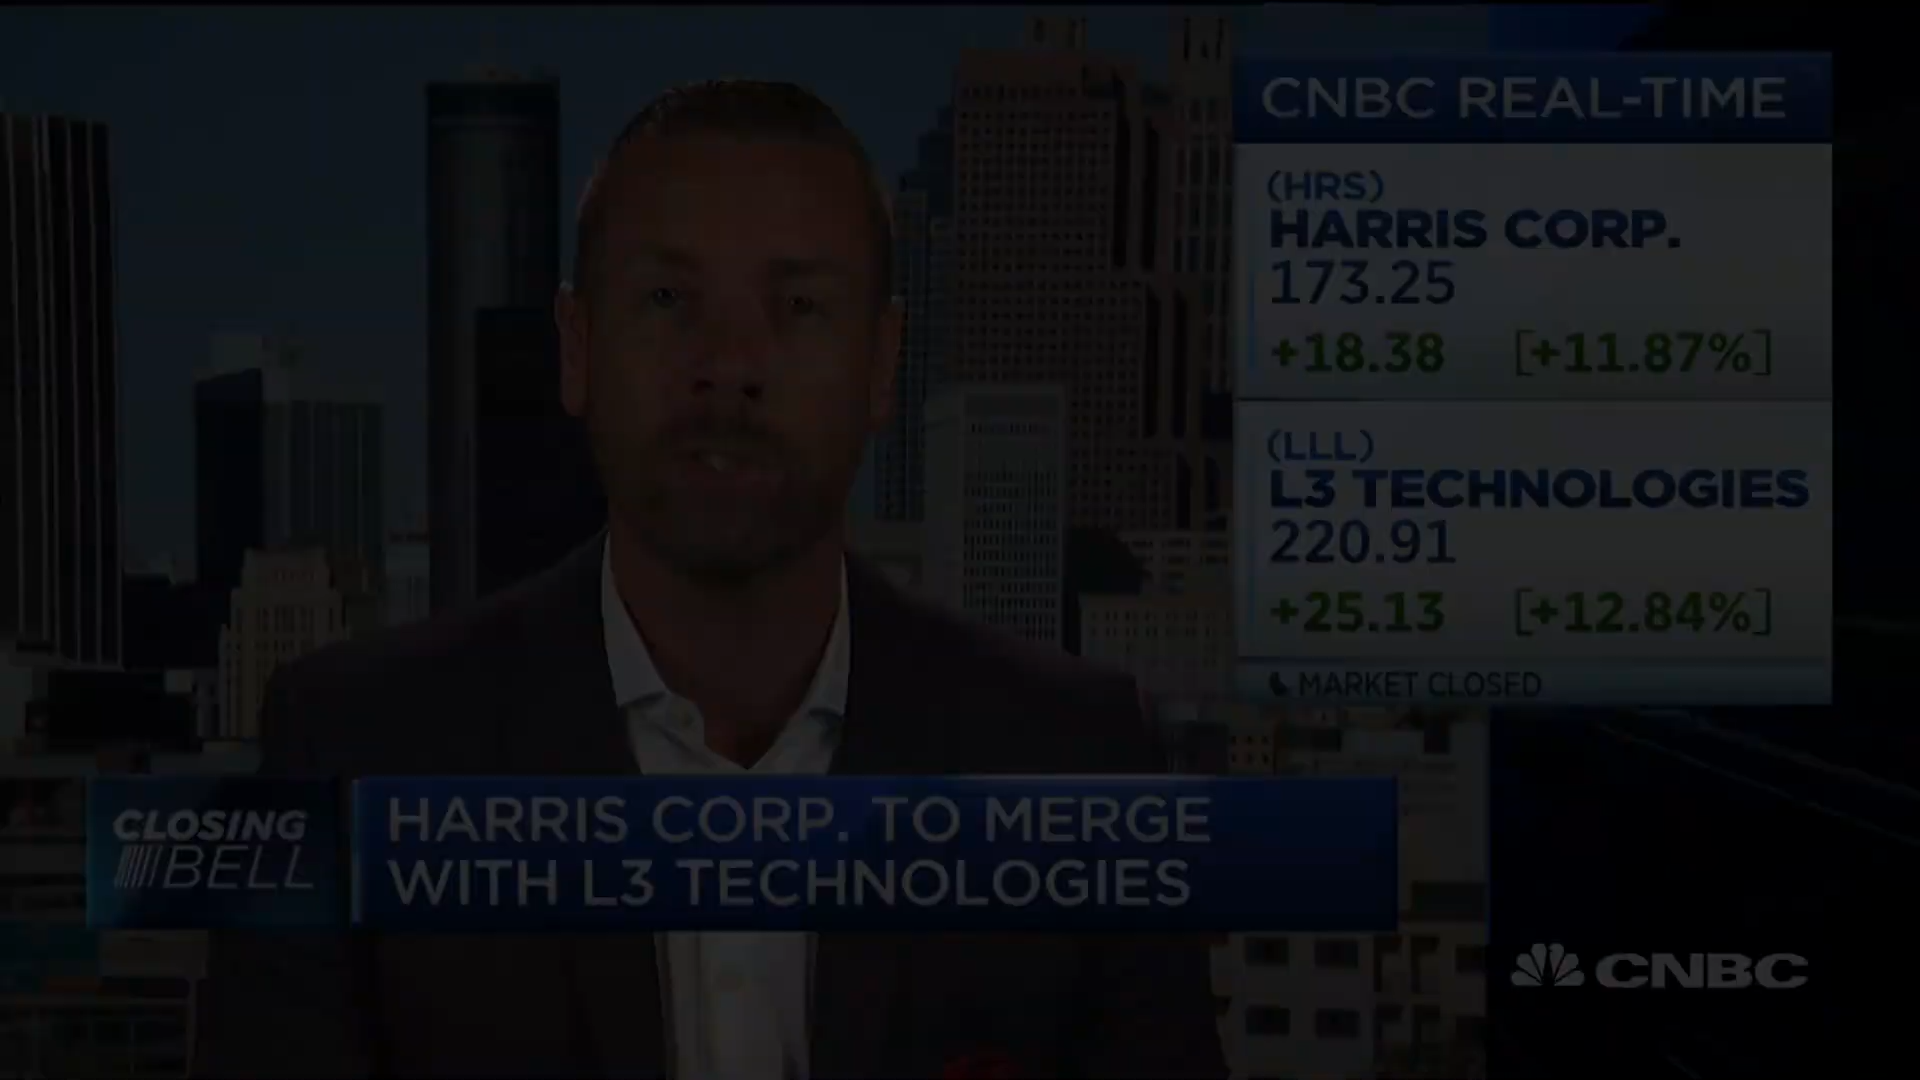 CNBC REAL-TIME
(HRS)
HARRIS CORP.
173.25
+18.38 [+11.87%]
(LLL)
L3 TECHNOLOGIES
220.91
+25.13 [+12.84%]
MARKET CLOSED
CLOSING
BELL
HARRIS CORP. TO MERGE
WITH L3 TECHNOLOGIES
CNBC